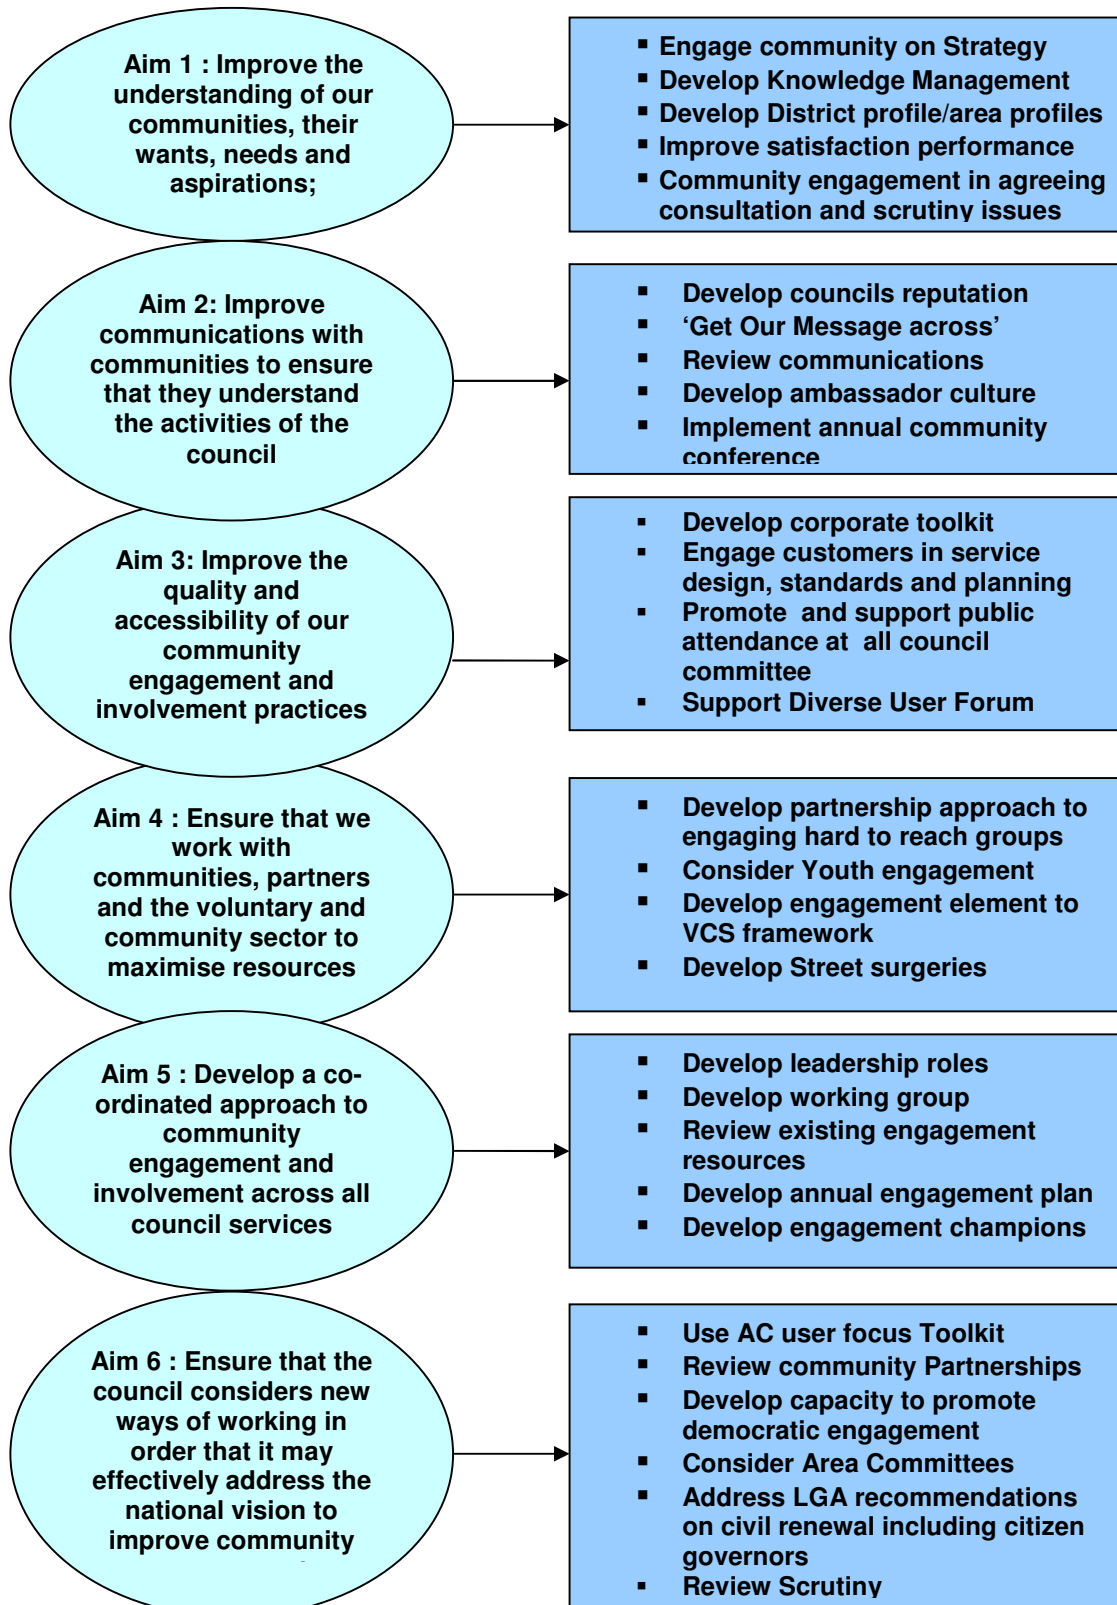 Aim 1 : Improve the
understanding of our
communities, their
wants, needs and
aspirations;
▪ Engage community on Strategy
▪ Develop Knowledge Management
▪ Develop District profile/area profiles
▪ Improve satisfaction performance
▪ Community engagement in agreeing
consultation and scrutiny issues
Aim 2: Improve
communications with
communities to ensure
that they understand
the activities of the
council
▪ Develop councils reputation
▪ ‘Get Our Message across’
▪ Review communications
▪ Develop ambassador culture
▪ Implement annual community
conference
Aim 3: Improve the
quality and
accessibility of our
community
engagement and
involvement practices
▪ Develop corporate toolkit
▪ Engage customers in service
design, standards and planning
▪ Promote and support public
attendance at all council
committee
▪ Support Diverse User Forum
Aim 4 : Ensure that we
work with
communities, partners
and the voluntary and
community sector to
maximise resources
▪ Develop partnership approach to
engaging hard to reach groups
▪ Consider Youth engagement
▪ Develop engagement element to
VCS framework
▪ Develop Street surgeries
Aim 5 : Develop a co-
ordinated approach to
community
engagement and
involvement across all
council services
▪ Develop leadership roles
▪ Develop working group
▪ Review existing engagement
resources
▪ Develop annual engagement plan
▪ Develop engagement champions
Aim 6 : Ensure that the
council considers new
ways of working in
order that it may
effectively address the
national vision to
improve community
▪ Use AC user focus Toolkit
▪ Review community Partnerships
▪ Develop capacity to promote
democratic engagement
▪ Consider Area Committees
▪ Address LGA recommendations
on civil renewal including citizen
governors
▪ Review Scrutiny